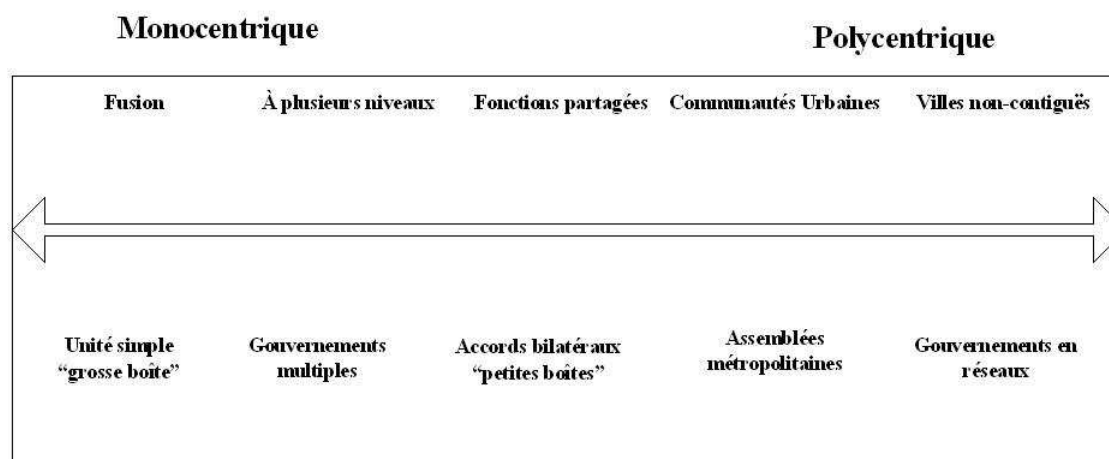 Monocentrique
Polycentrique
Fusion
À plusieurs niveaux
Fonctions partagées
Communautés Urbaines
Villes non-contiguës
Unité simple
“grosse boîte”
Gouvernements
multiples
Accords bilatéraux
“petites boîtes”
Assemblées
métropolitaines
Gouvernements en
réseaux